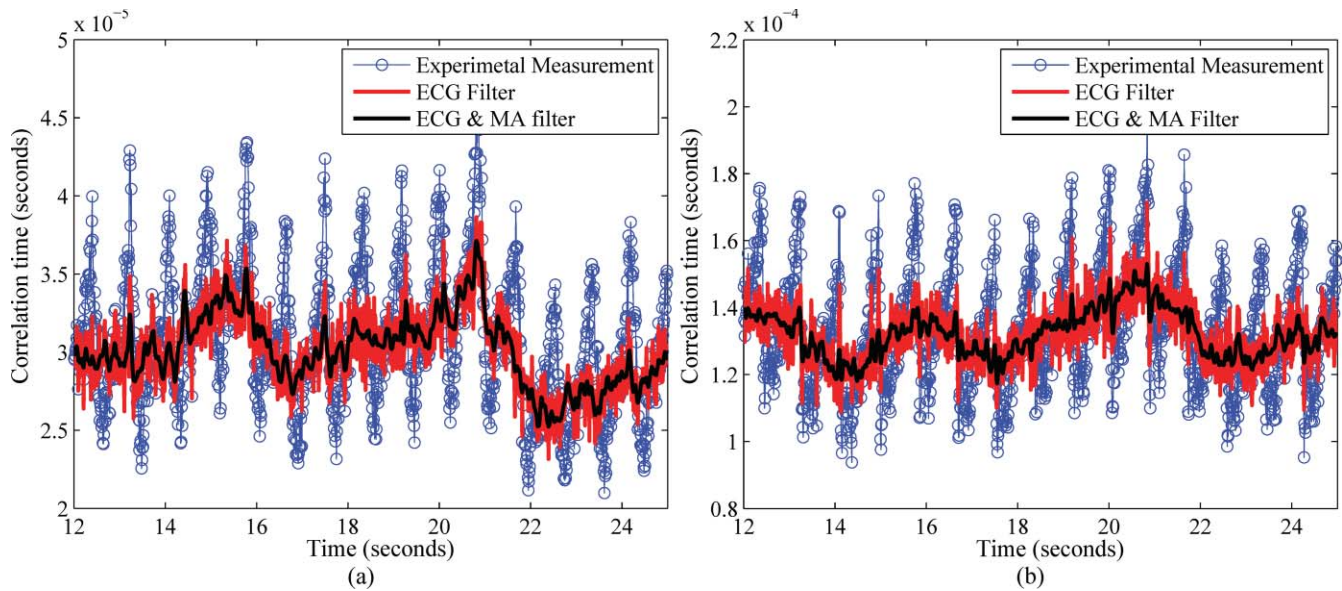 x 10⁻⁵
5
4.5
4
3.5
3
2.5
2
Correlation time (seconds)
Experimetal Measurement
ECG Filter
ECG & MA filter
12 14 16 18 20 22 24
Time (seconds)
(a)
x 10⁻⁴
2.2
2
1.8
1.6
1.4
1.2
1
0.8
Correlation time (seconds)
Experimental Measurement
ECG Filter
ECG & MA Filter
12 14 16 18 20 22 24
Time (seconds)
(b)